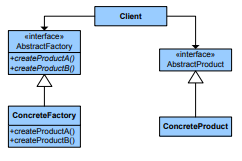 Client
«interface»
AbstractFactory
+createProductA()
+createProductB()
«interface»
AbstractProduct
ConcreteFactory
+createProductA()
+createProductB()
ConcreteProduct